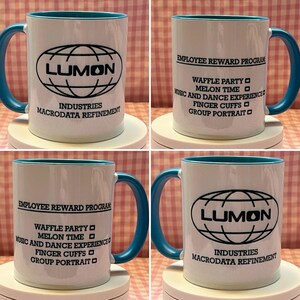 LUMON
INDUSTRIES
MACRODATA REFINEMENT
EMPLOYEE REWARD PROGRAM
WAFFLE PARTY
MELON TIME
MUSIC AND DANCE EXPERIENCE
FINGER CUFFS
GROUP PORTRAIT
EMPLOYEE REWARD PROGRAM
WAFFLE PARTY
MELON TIME
MUSIC AND DANCE EXPERIENCE
FINGER CUFFS
GROUP PORTRAIT
LUMON
INDUSTRIES
MACRODATA REFINEMENT